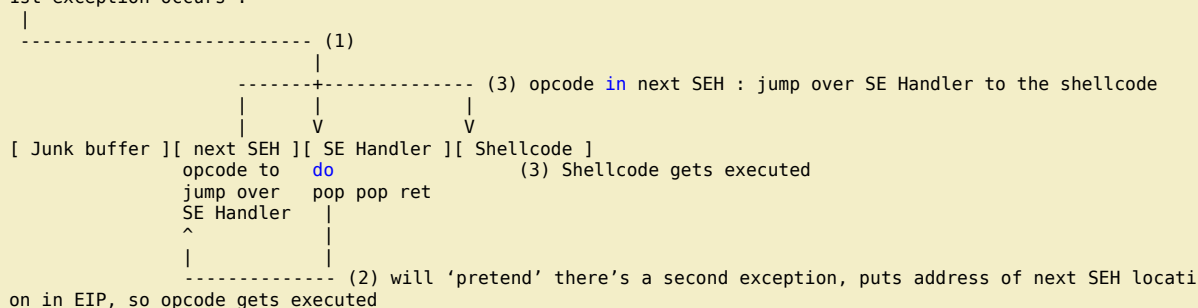 1st exception occurs :
|
--------------------------- (1)
|
-------+-------------- (3) opcode in next SEH : jump over SE Handler to the shellcode
| | |
| V V
[ Junk buffer ][ next SEH ][ SE Handler ][ Shellcode ]
opcode to do (3) Shellcode gets executed
jump over pop pop ret
SE Handler |
^ |
| |
-------------- (2) will ‘pretend’ there’s a second exception, puts address of next SEH locati
on in EIP, so opcode gets executed